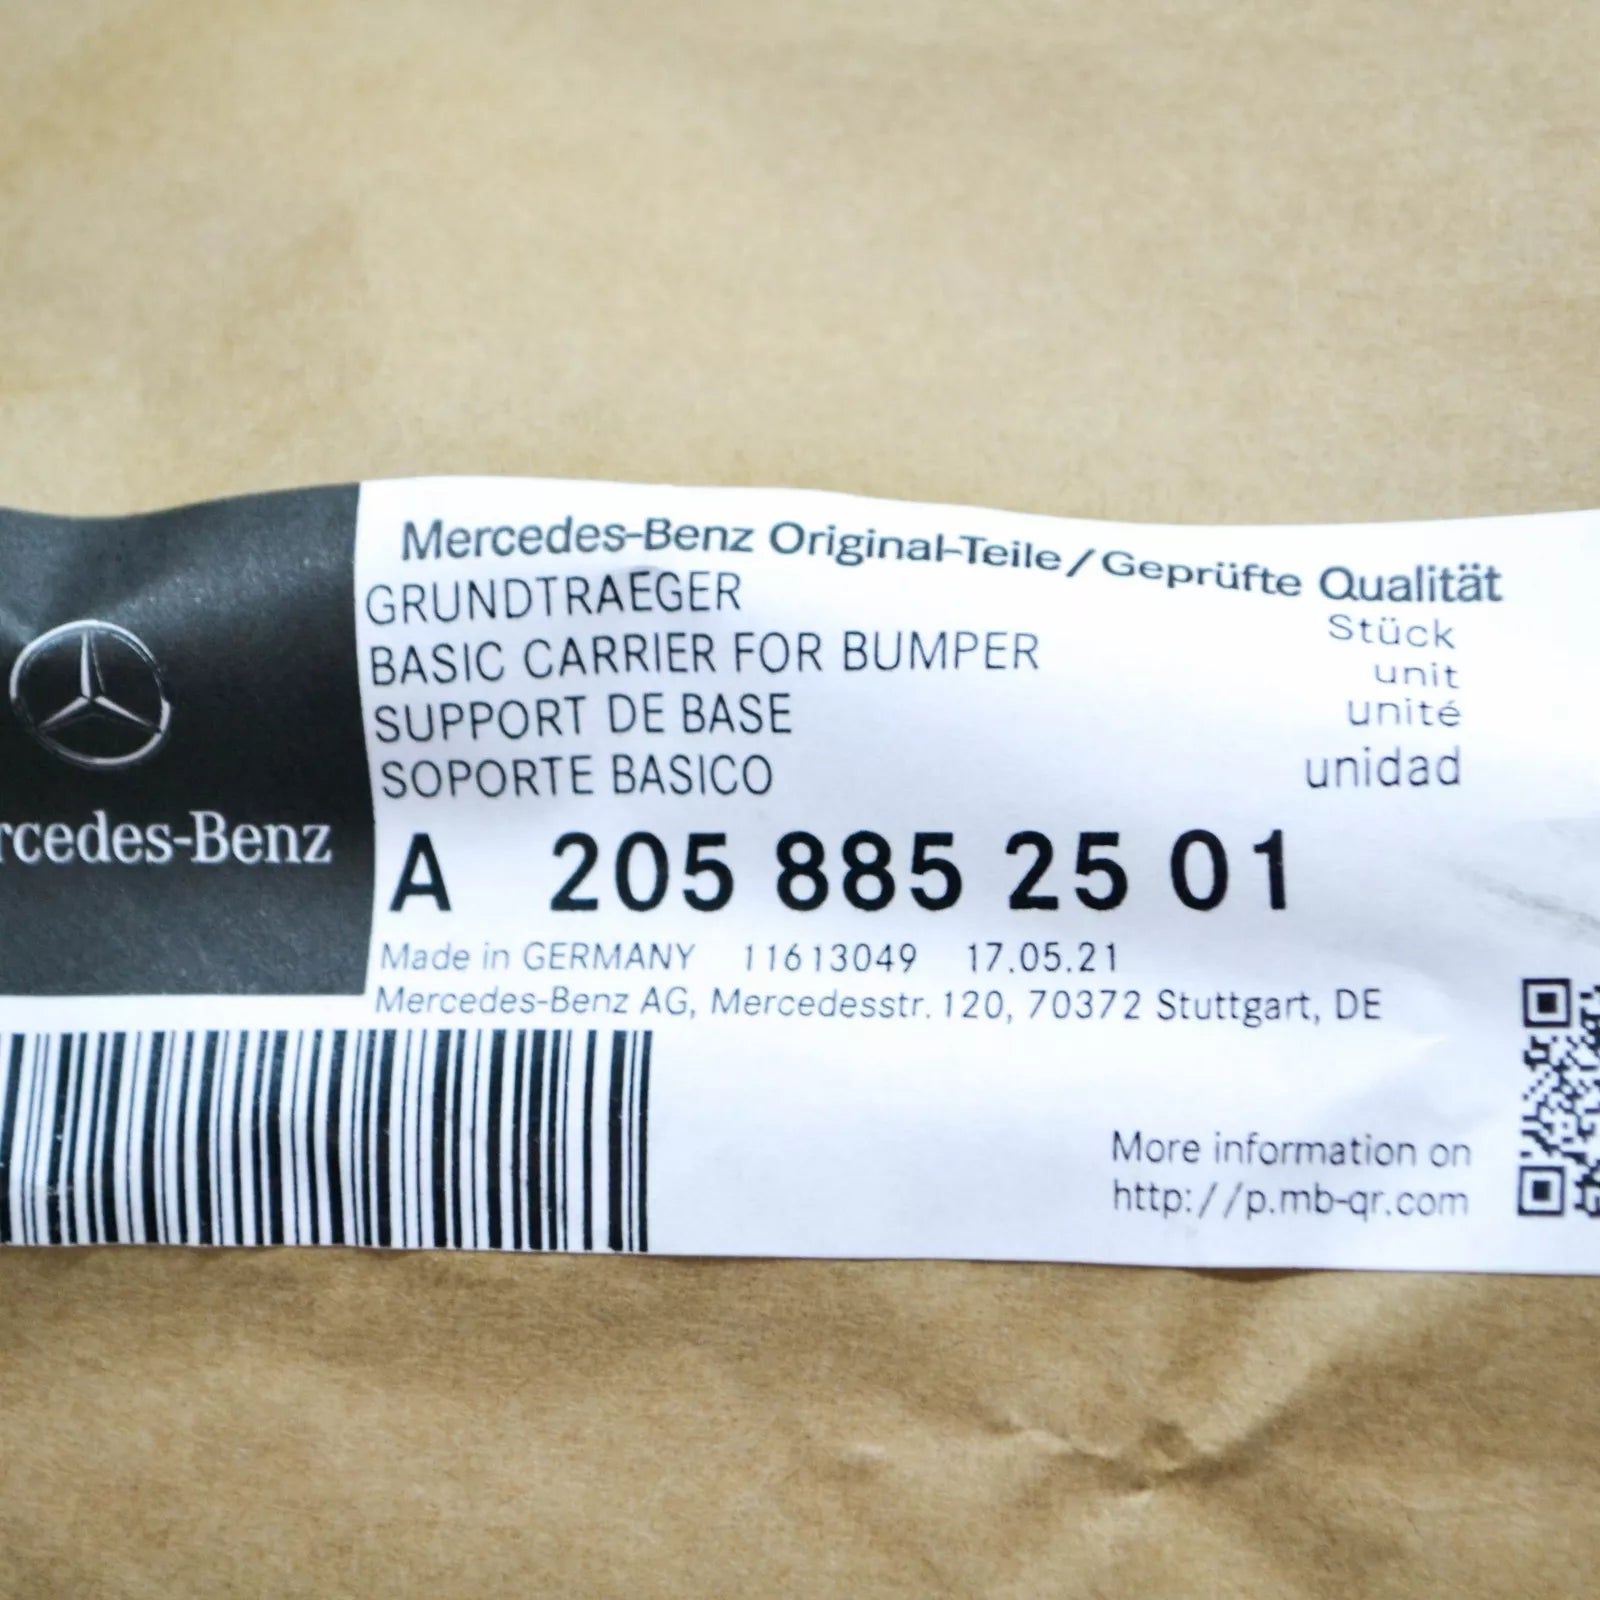 Mercedes-Benz Original-Teile/Geprüfte Qualität
GRUNDTRAEGER
Stück
BASIC CARRIER FOR BUMPER
unit
SUPPORT DE BASE
unité
SOPORTE BASICO
unidad
rcedes-Benz
A 205 885 25 01
Made in GERMANY 11613049 17.05.21
Mercedes-Benz AG, Mercedesstr. 120, 70372 Stuttgart, DE
More information on
http://p.mb-qr.com